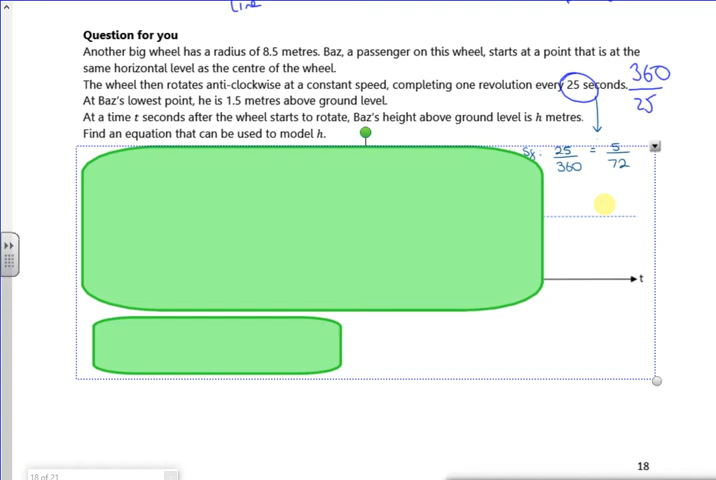 Line
Question for you
Another big wheel has a radius of 8.5 metres. Baz, a passenger on this wheel, starts at a point that is at the
same horizontal level as the centre of the wheel.
The wheel then rotates anti-clockwise at a constant speed, completing one revolution every 25 seconds.
360
25
At Baz's lowest point, he is 1.5 metres above ground level.
At a time t seconds after the wheel starts to rotate, Baz's height above ground level is h metres.
Find an equation that can be used to model h.
Sf: 25/360 = 5/72
t
18
18 of 21